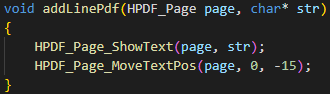 void addLinePdf(HPDF_Page page, char* str)
{
    HPDF_Page_ShowText(page, str);
    HPDF_Page_MoveTextPos(page, 0, -15);
}